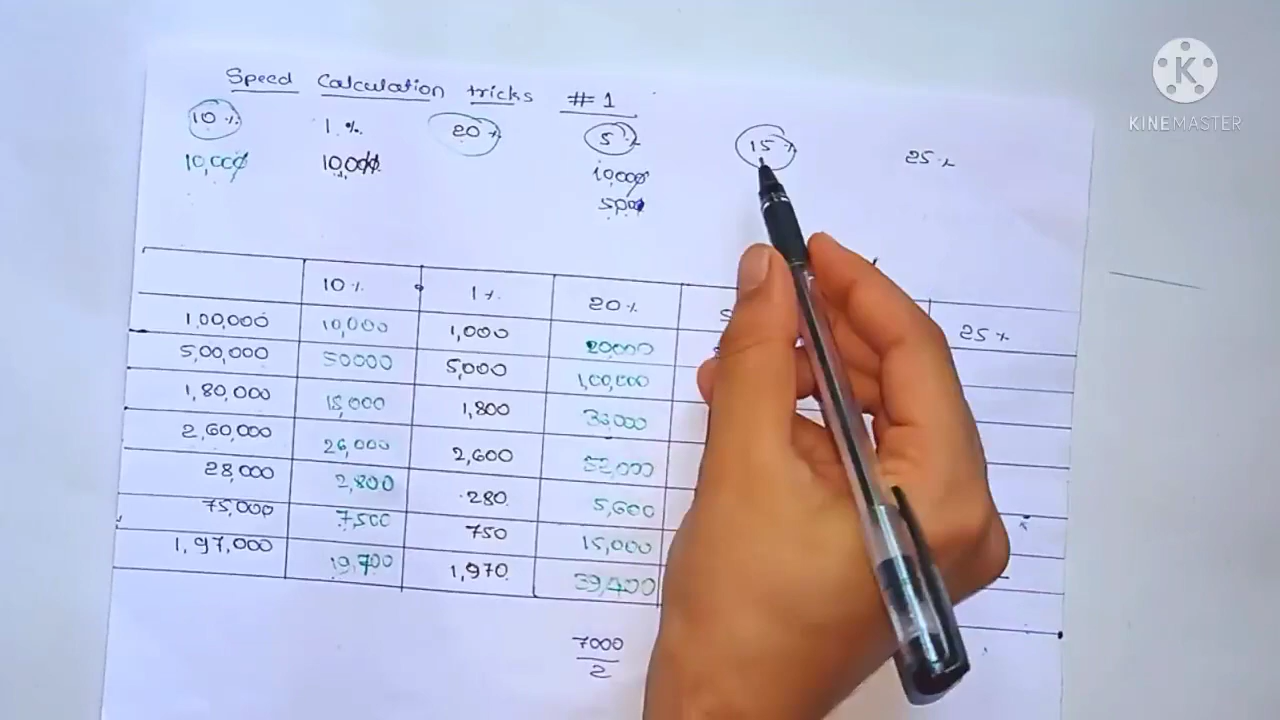 Speed Calculation tricks #1
10% 1% 20% 5% 15% 25%
10,000 10,000 10,000
500
10% 1% 20% 25%
1,00,000 10,000 1,000 20,000
5,00,000 50000 5,000 1,00,000
1,80,000 18,000 1,800 36,000
2,60,000 26,000 2,600 52,000
28,000 2,800 280 5,600
75,000 7,500 750 15,000
1,97,000 19,700 1,970 39,400
7000
2
K
KINEMASTER